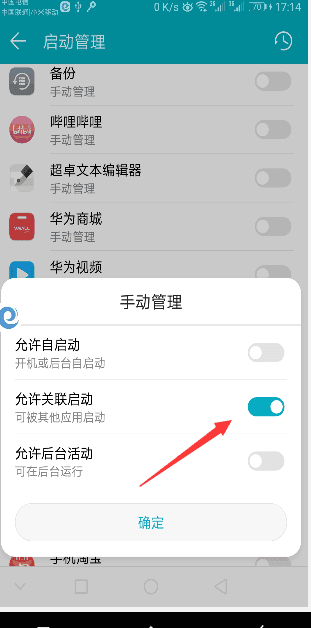 中国电信
中国联通|小米移动
0 K/s
70
17:14
启动管理
备份
手动管理
哔哩哔哩
手动管理
超卓文本编辑器
手动管理
华为商城
手动管理
华为视频
手动管理
允许自启动
开机或后台自启动
允许关联启动
可被其他应用启动
允许后台活动
可在后台运行
确定
手机淘宝